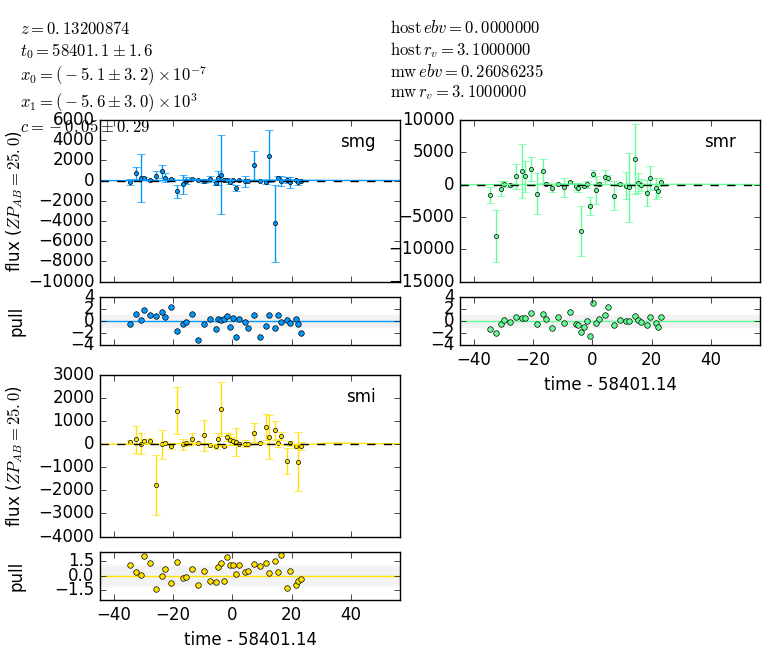 z = 0.13200874
t₀ = 58401.1 ± 1.6
x₀ = (−5.1 ± 3.2) × 10⁻⁷
x₁ = (−5.6 ± 3.0) × 10³
c = −0.05 ± 0.29
host ebv = 0.0000000
host rᵥ = 3.1000000
mw ebv = 0.26086235
mw rᵥ = 3.1000000
smg
flux (ZP_AB = 25.0)
6000
4000
2000
0
−2000
−4000
−6000
−8000
−10000
pull
4
2
0
−2
−4
smr
10000
5000
0
−5000
−10000
−15000
4
2
0
−2
−4
−40 −20 0 20 40
time - 58401.14
smi
flux (ZP_AB = 25.0)
3000
2000
1000
0
−1000
−2000
−3000
−4000
pull
1.5
0.0
−1.5
−40 −20 0 20 40
time - 58401.14